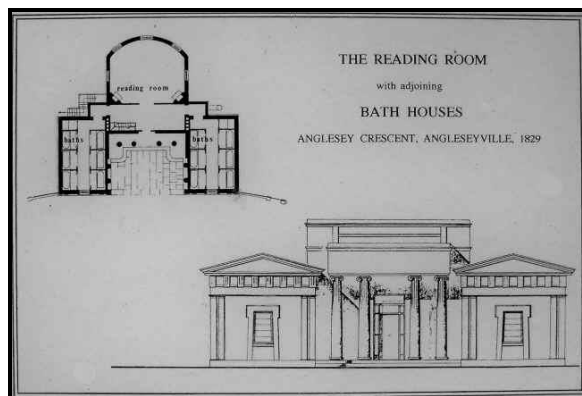 THE READING ROOM
with adjoining
BATH HOUSES
ANGLESEY CRESCENT, ANGLESEYVILLE, 1829
reading room
baths
baths